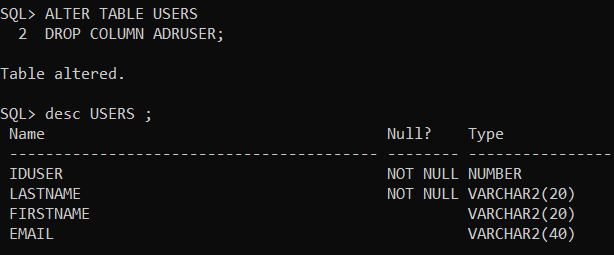 SQL> ALTER TABLE USERS
2 DROP COLUMN ADRUSER;
Table altered.
SQL> desc USERS ;
Name Null? Type
----------------------------------------- -------- ----------------
IDUSER NOT NULL NUMBER
LASTNAME NOT NULL VARCHAR2(20)
FIRSTNAME VARCHAR2(20)
EMAIL VARCHAR2(40)